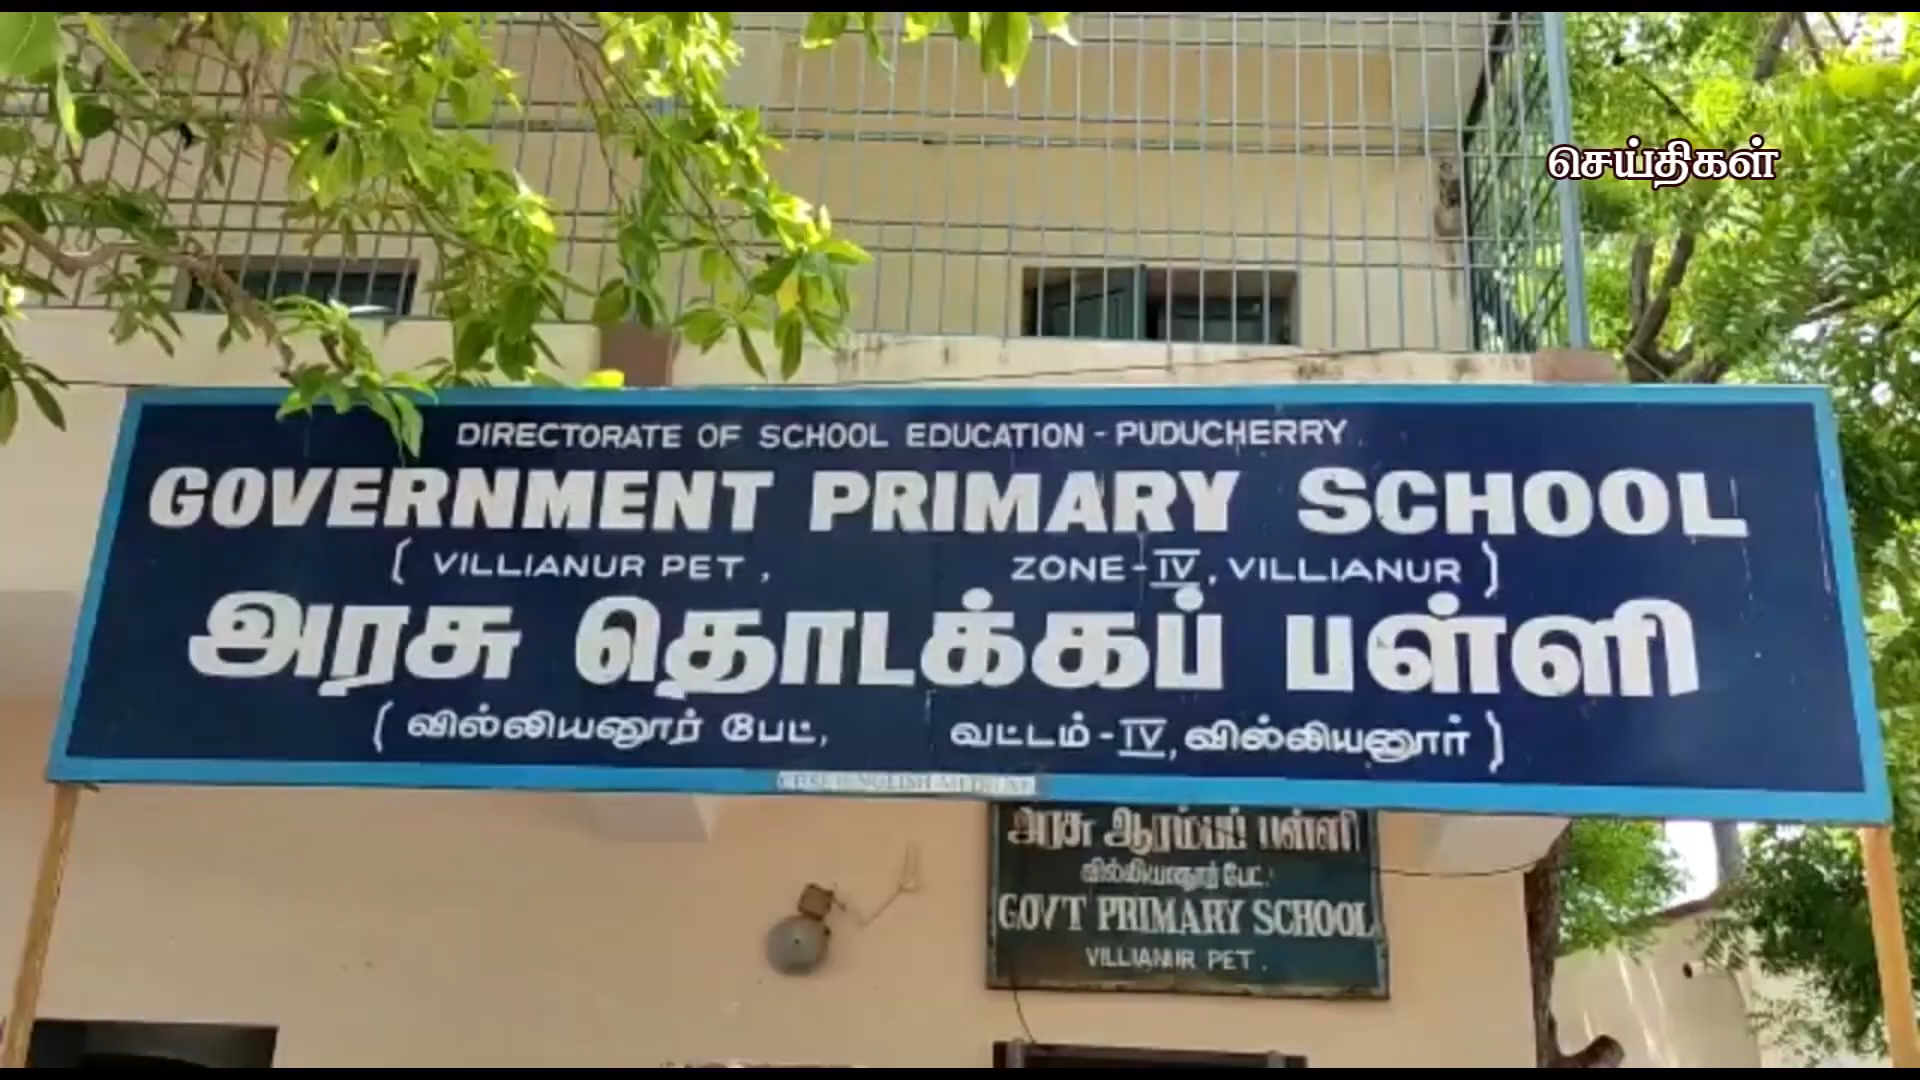 செய்திகள்
DIRECTORATE OF SCHOOL EDUCATION - PUDUCHERRY
GOVERNMENT PRIMARY SCHOOL
( VILLIANUR PET, ZONE-IV, VILLIANUR )
அரசு தொடக்கப் பள்ளி
( வில்லியனூர் பேட், வட்டம்-IV, வில்லியனூர் )
அரசு ஆரம்பப் பள்ளி
வில்லியனூர் பேட்.
GOVT PRIMARY SCHOOL
VILLIANUR PET.